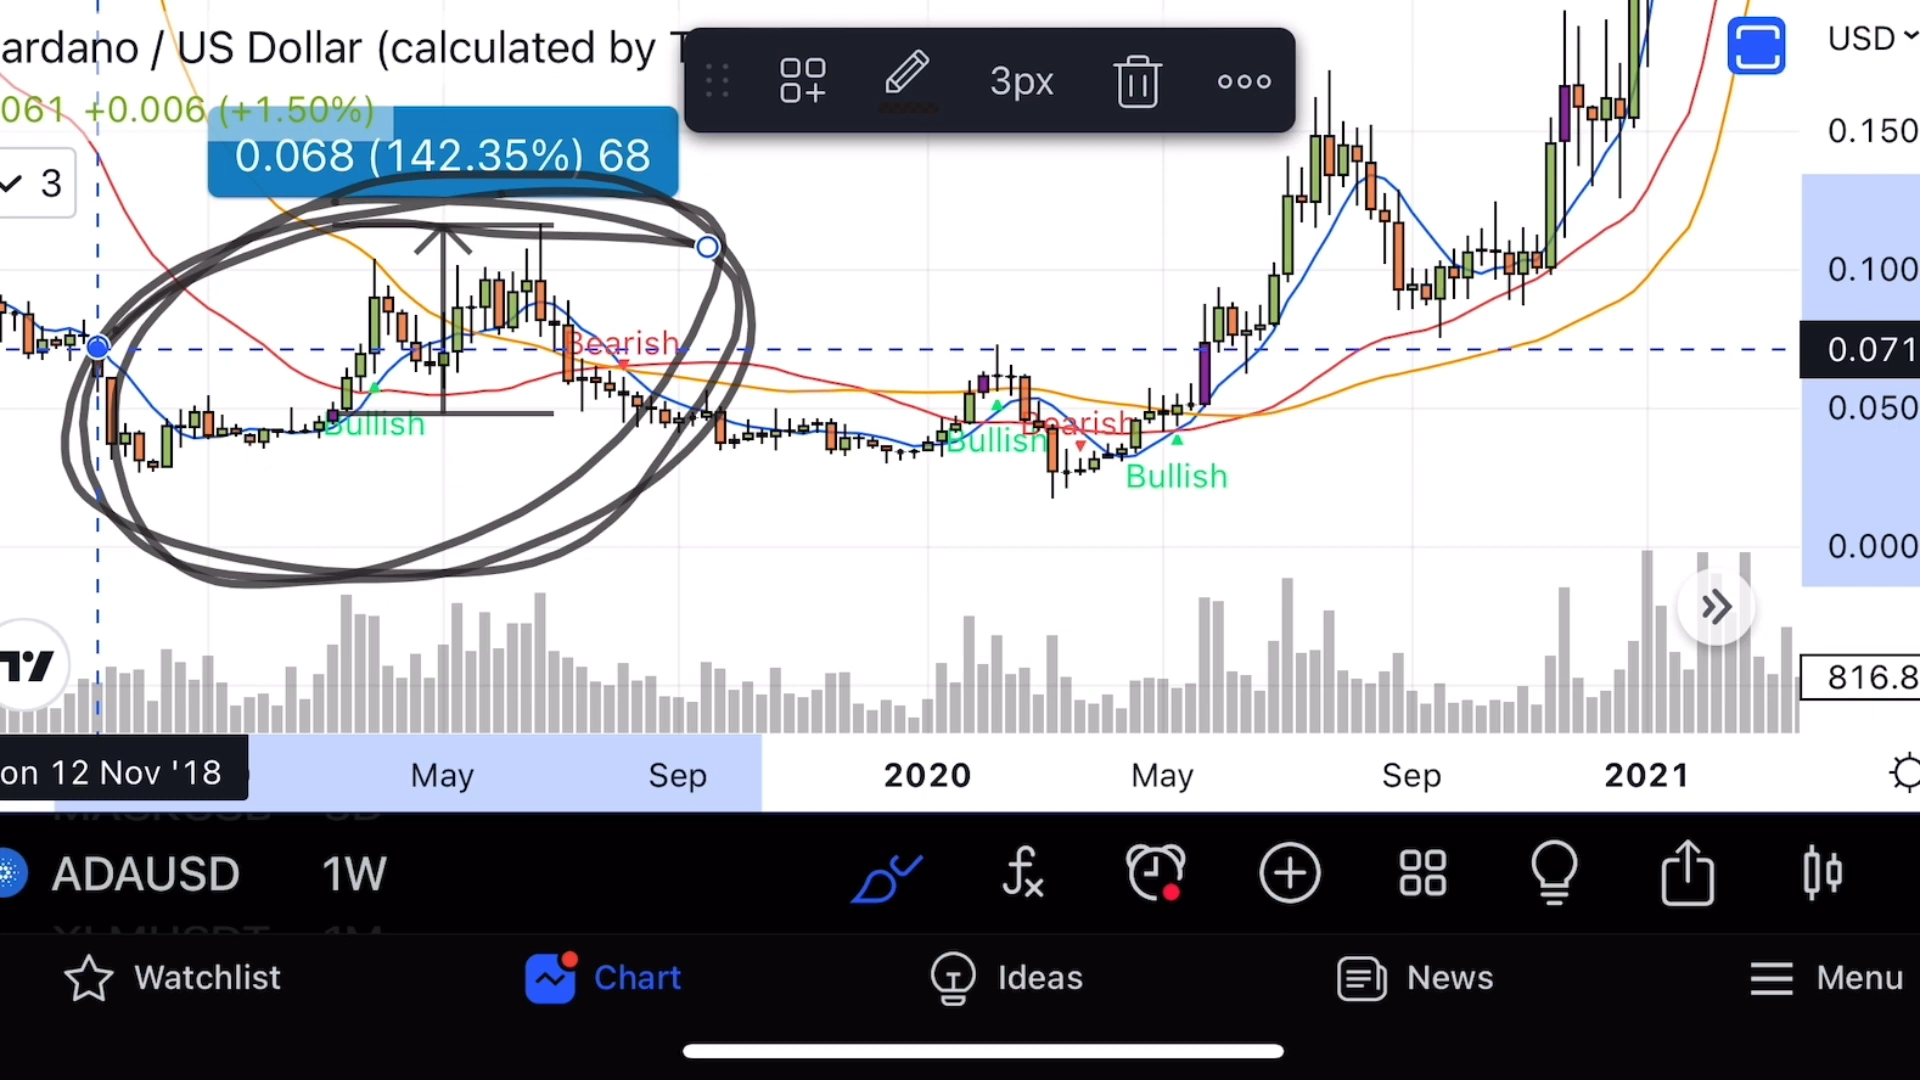 ardano / US Dollar (calculated by T
061 +0.006 (+1.50%)
0.068 (142.35%) 68
3
3px
USD
0.150
0.100
0.071
0.050
0.000
816.8
Bearish
Bullish
Bullish
Bearish
Bullish
on 12 Nov '18
May
Sep
2020
May
Sep
2021
ADAUSD 1W
Watchlist
Chart
Ideas
News
Menu